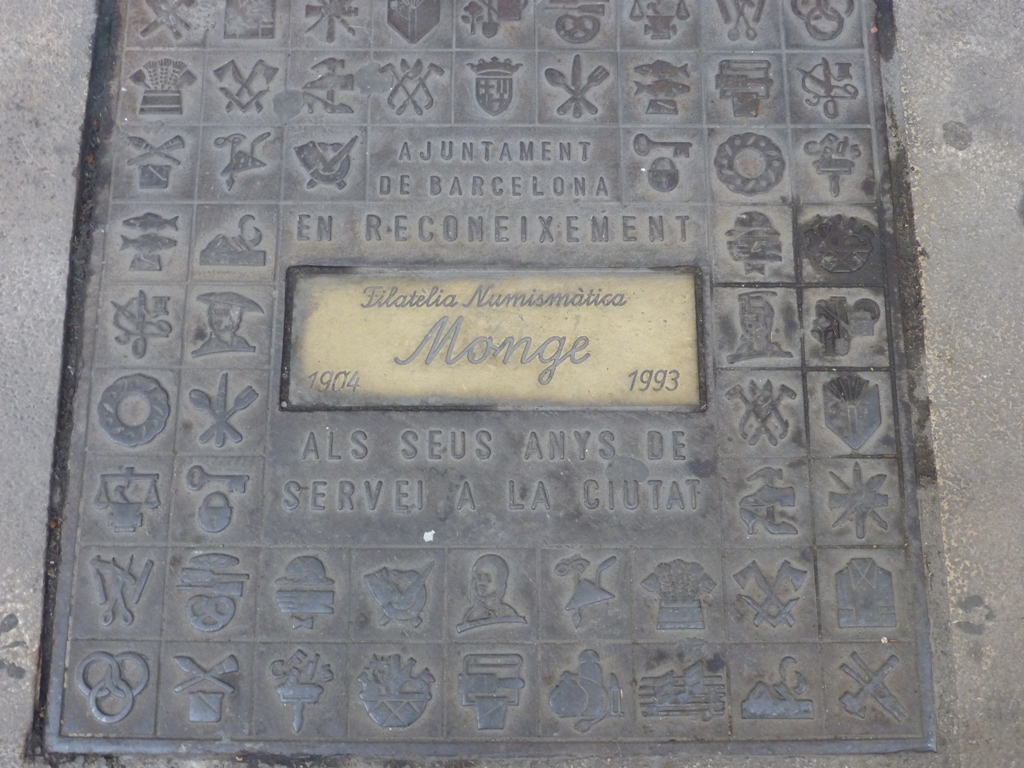 AJUNTAMENT
DE BARCELONA
EN RECONEIXEMENT
Filatèlia Numismàtica
Monge
1904 1993
ALS SEUS ANYS DE
SERVEI A LA CIUTAT